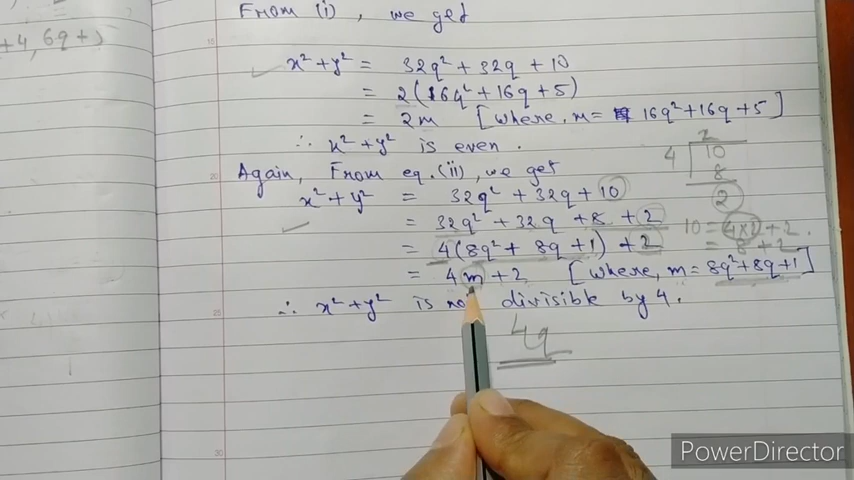 +4, 6q +
From (i), we get
x² + y² = 32q² + 32q + 10
= 2(16q² + 16q + 5)
= 2m [where, m = 16q² + 16q + 5]
∴ x² + y² is even.
Again, From eq. (ii), we get
x² + y² = 32q² + 32q + 10
= 32q² + 32q + 8 + 2
= 4(8q² + 8q + 1) + 2
= 4m + 2 [where, m = 8q² + 8q + 1]
∴ x² + y² is not divisible by 4.
4q
2
4 10
8
2
10 = 4×2 + 2.
= 8 + 2
PowerDirector